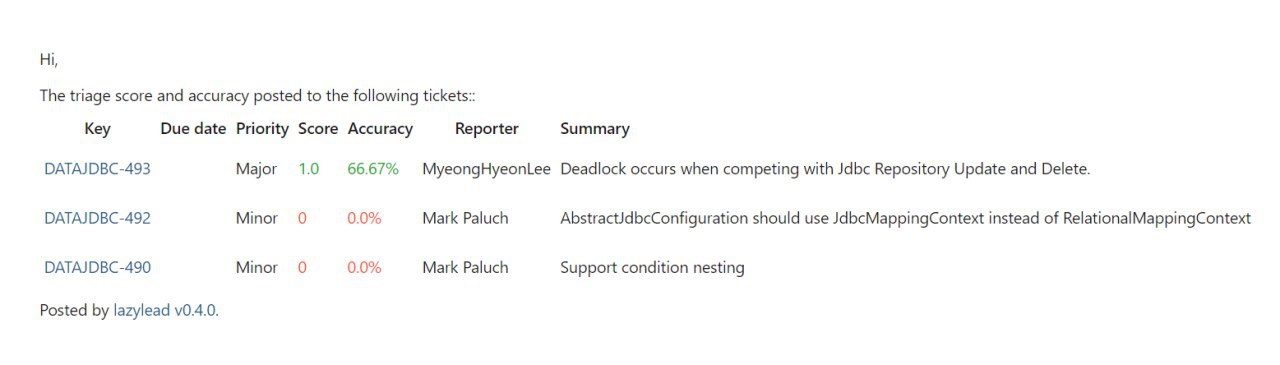 Hi,
The triage score and accuracy posted to the following tickets::
Key Due date Priority Score Accuracy Reporter Summary
DATAJDBC-493 Major 1.0 66.67% MyeongHyeonLee Deadlock occurs when competing with Jdbc Repository Update and Delete.
DATAJDBC-492 Minor 0 0.0% Mark Paluch AbstractJdbcConfiguration should use JdbcMappingContext instead of RelationalMappingContext
DATAJDBC-490 Minor 0 0.0% Mark Paluch Support condition nesting
Posted by lazylead v0.4.0.